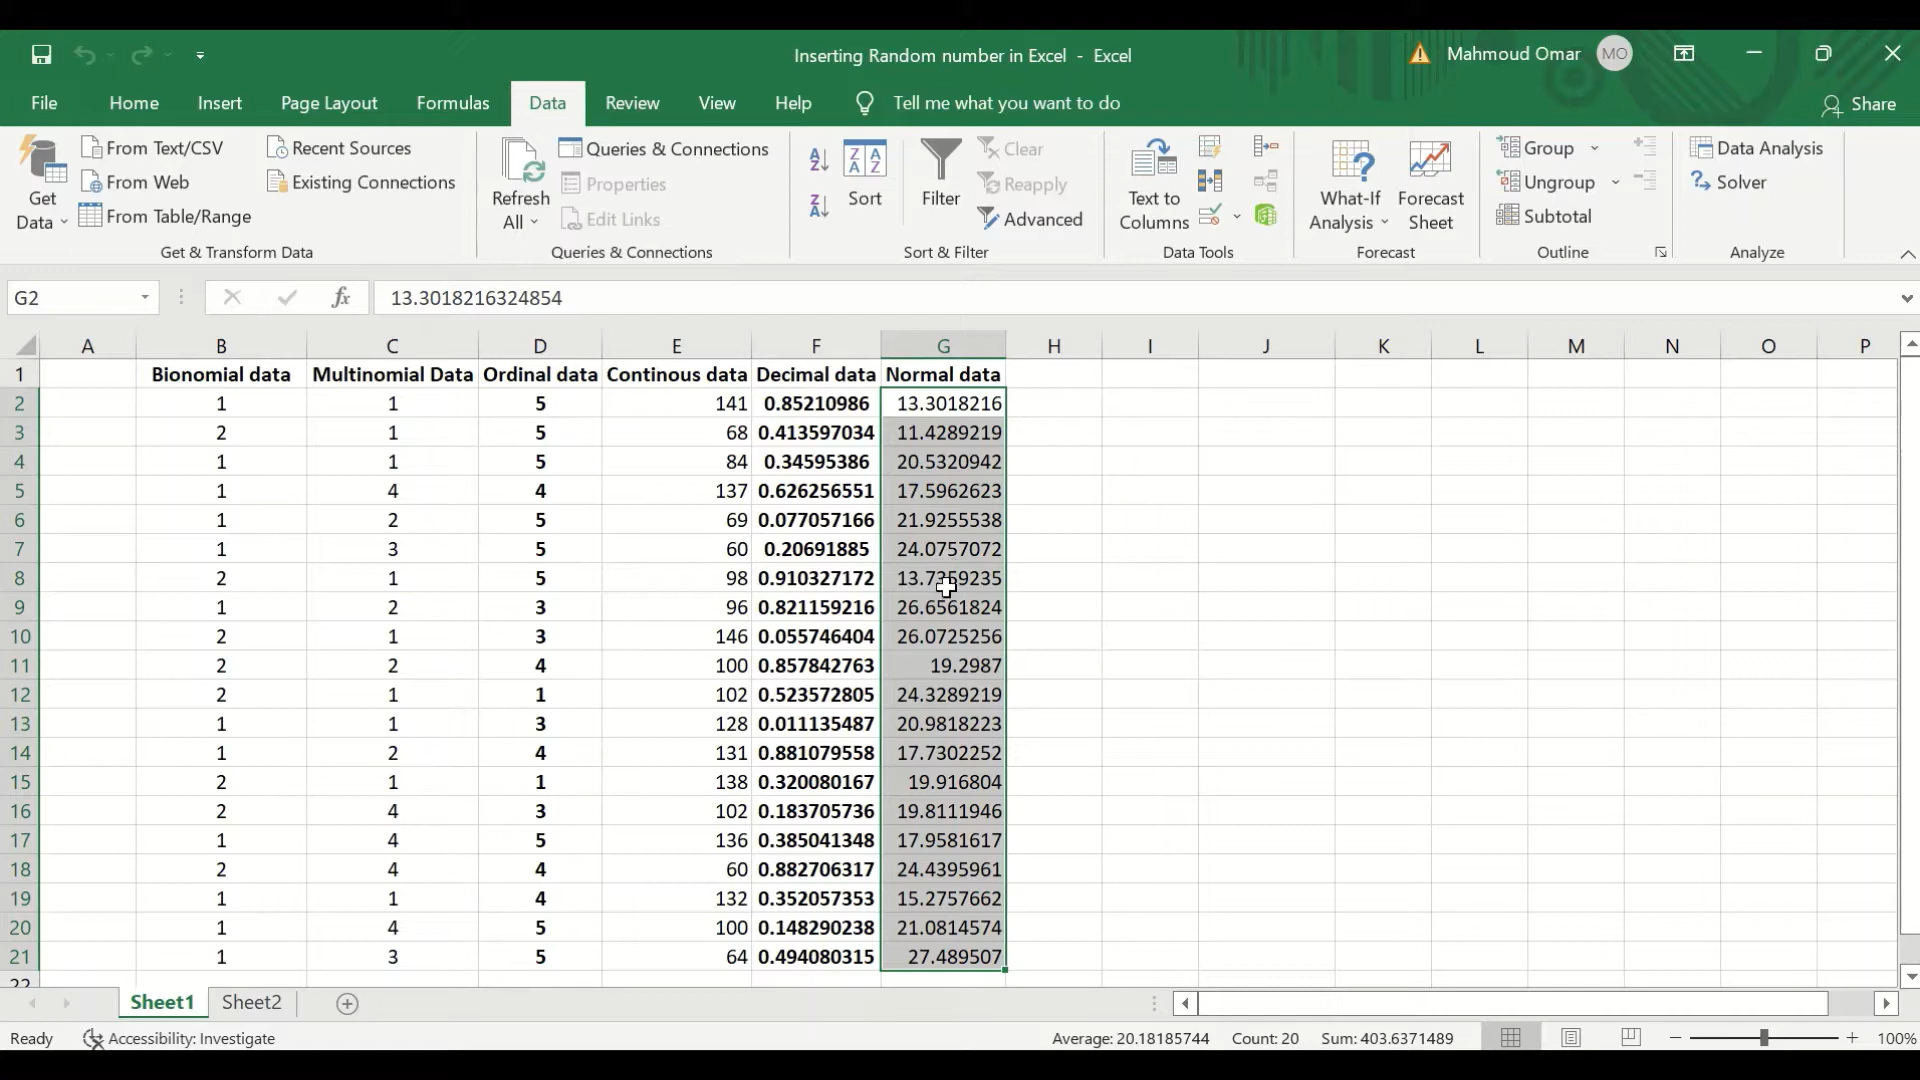 Inserting Random number in Excel - Excel
Mahmoud Omar MO
File Home Insert Page Layout Formulas Data Review View Help Tell me what you want to do Share
Get Data
From Text/CSV
From Web
From Table/Range
Recent Sources
Existing Connections
Get & Transform Data
Refresh All
Queries & Connections
Properties
Edit Links
Queries & Connections
Sort
Filter
Clear
Reapply
Advanced
Sort & Filter
Text to Columns
Data Tools
What-If Analysis
Forecast Sheet
Forecast
Group
Ungroup
Subtotal
Outline
Data Analysis
Solver
Analyze
G2 fx 13.3018216324854
A B C D E F G H I J K L M N O P
1 Bionomial data Multinomial Data Ordinal data Continous data Decimal data Normal data
2 1 1 5 141 0.85210986 13.3018216
3 2 1 5 68 0.413597034 11.4289219
4 1 1 5 84 0.34595386 20.5320942
5 1 4 4 137 0.626256551 17.5962623
6 1 2 5 69 0.077057166 21.9255538
7 1 3 5 60 0.20691885 24.0757072
8 2 1 5 98 0.910327172 13.7359235
9 1 2 3 96 0.821159216 26.6561824
10 2 1 3 146 0.055746404 26.0725256
11 2 2 4 100 0.857842763 19.2987
12 2 1 1 102 0.523572805 24.3289219
13 1 1 3 128 0.011135487 20.9818223
14 1 2 4 131 0.881079558 17.7302252
15 2 1 1 138 0.320080167 19.916804
16 2 4 3 102 0.183705736 19.8111946
17 1 4 5 136 0.385041348 17.9581617
18 2 4 4 60 0.882706317 24.4395961
19 1 1 4 132 0.352057353 15.2757662
20 1 4 5 100 0.148290238 21.0814574
21 1 3 5 64 0.494080315 27.489507
22
Sheet1 Sheet2
Ready Accessibility: Investigate Average: 20.18185744 Count: 20 Sum: 403.6371489 100%